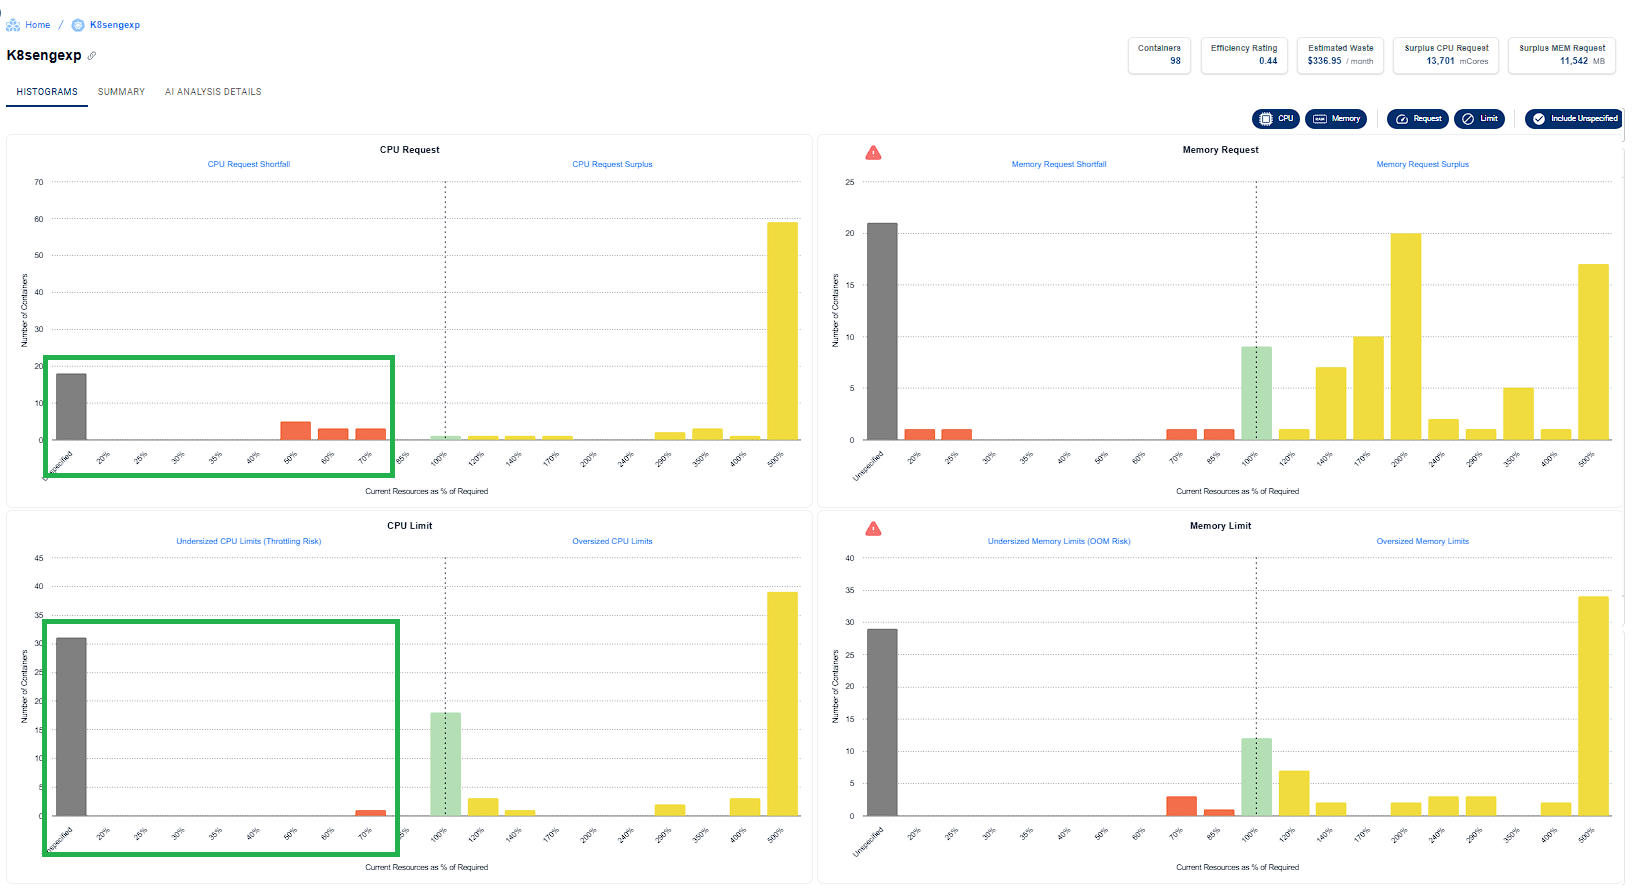 Home / K8sengexp
K8sengexp
Containers
98
Efficiency Rating
0.44
Estimated Waste
$336.95 / month
Surplus CPU Request
13,701 mCores
Surplus MEM Request
11,542 MB
HISTOGRAMS SUMMARY AI ANALYSIS DETAILS
CPU Memory Request Limit Include Unspecified
CPU Request
CPU Request Shortfall CPU Request Surplus
Number of Containers
70
60
50
40
30
20
10
0
Unspecified 20% 25% 30% 35% 40% 50% 60% 70% 85% 100% 120% 140% 170% 200% 240% 290% 350% 400% 500%
Current Resources as % of Required
Memory Request
Memory Request Shortfall Memory Request Surplus
Number of Containers
25
20
15
10
5
0
Unspecified 20% 25% 30% 35% 40% 50% 60% 70% 85% 100% 120% 140% 170% 200% 240% 290% 350% 400% 500%
Current Resources as % of Required
CPU Limit
Undersized CPU Limits (Throttling Risk) Oversized CPU Limits
Number of Containers
45
40
35
30
25
20
15
10
5
0
Unspecified 20% 25% 30% 35% 40% 50% 60% 70% 85% 100% 120% 140% 170% 200% 240% 290% 350% 400% 500%
Current Resources as % of Required
Memory Limit
Undersized Memory Limits (OOM Risk) Oversized Memory Limits
Number of Containers
40
35
30
25
20
15
10
5
0
Unspecified 20% 25% 30% 35% 40% 50% 60% 70% 85% 100% 120% 140% 170% 200% 240% 290% 350% 400% 500%
Current Resources as % of Required